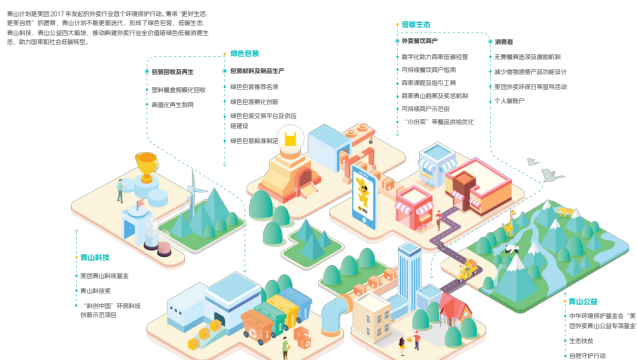 青山计划是美团 2017 年发起的外卖行业首个环境保护行动。秉承“更好生活，
更美自然”的愿景，青山计划不断更新迭代，形成了绿色包装、低碳生态、
青山科技、青山公益四大板块，推动构建外卖行业全价值链绿色低碳消费生
态，助力国家和社会低碳转型。
低碳生态
外卖餐饮商户
数字化助力商家低碳经营
可持续餐饮商户指南
商家课程及指引工具
商家青山档案及奖惩机制
可持续商户示范街
“小份菜”等餐品供给优化
消费者
无需餐具选项及激励机制
减少食物浪费产品功能设计
美团外卖环保日等宣导活动
个人碳账户
绿色包装
包装回收及再生
塑料餐盒规模化回收
高值化再生利用
包装材料及制品生产
绿色包装推荐名录
绿色包装孵化创新
绿色包装交易平台及供应
链建设
绿色包装标准制定
青山科技
美团青山科技基金
青山科技奖
“科创中国”环保科技
创新示范项目
青山公益
中华环境保护基金会“美
团外卖青山公益专项基金”
生态扶贫
自然守护行动